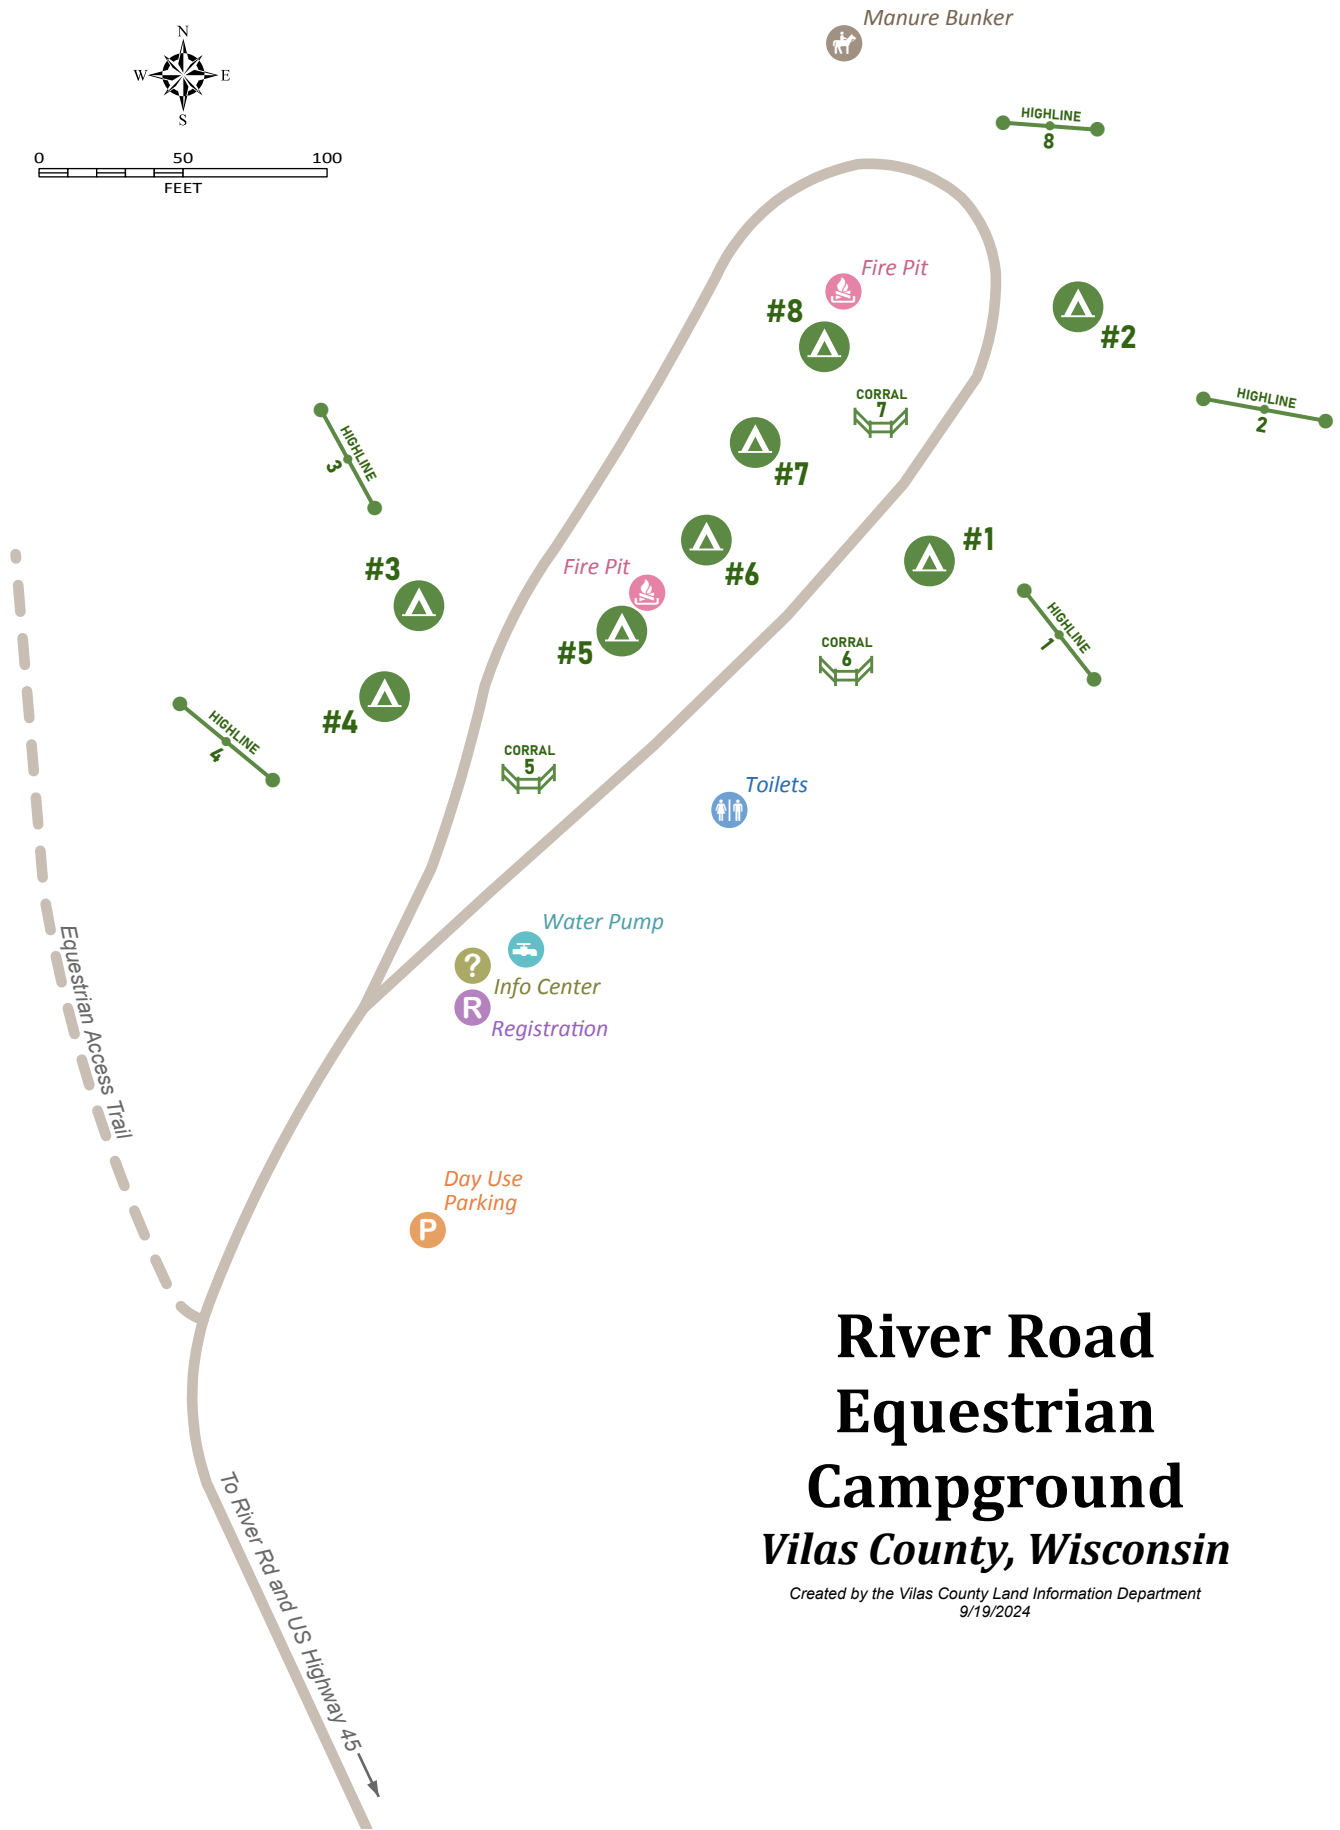 Manure Bunker
N
W E
S
0 50 100
FEET
HIGHLINE
8
Fire Pit
#8
#2
CORRAL
7
HIGHLINE
2
HIGHLINE
3
#7
#1
#6
#3
Fire Pit
#5
HIGHLINE
1
CORRAL
6
#4
HIGHLINE
4
CORRAL
5
Toilets
Water Pump
?
Info Center
R
Registration
Equestrian Access Trail
Day Use
Parking
P
River Road
Equestrian
Campground
Vilas County, Wisconsin
Created by the Vilas County Land Information Department
9/19/2024
To River Rd and US Highway 45